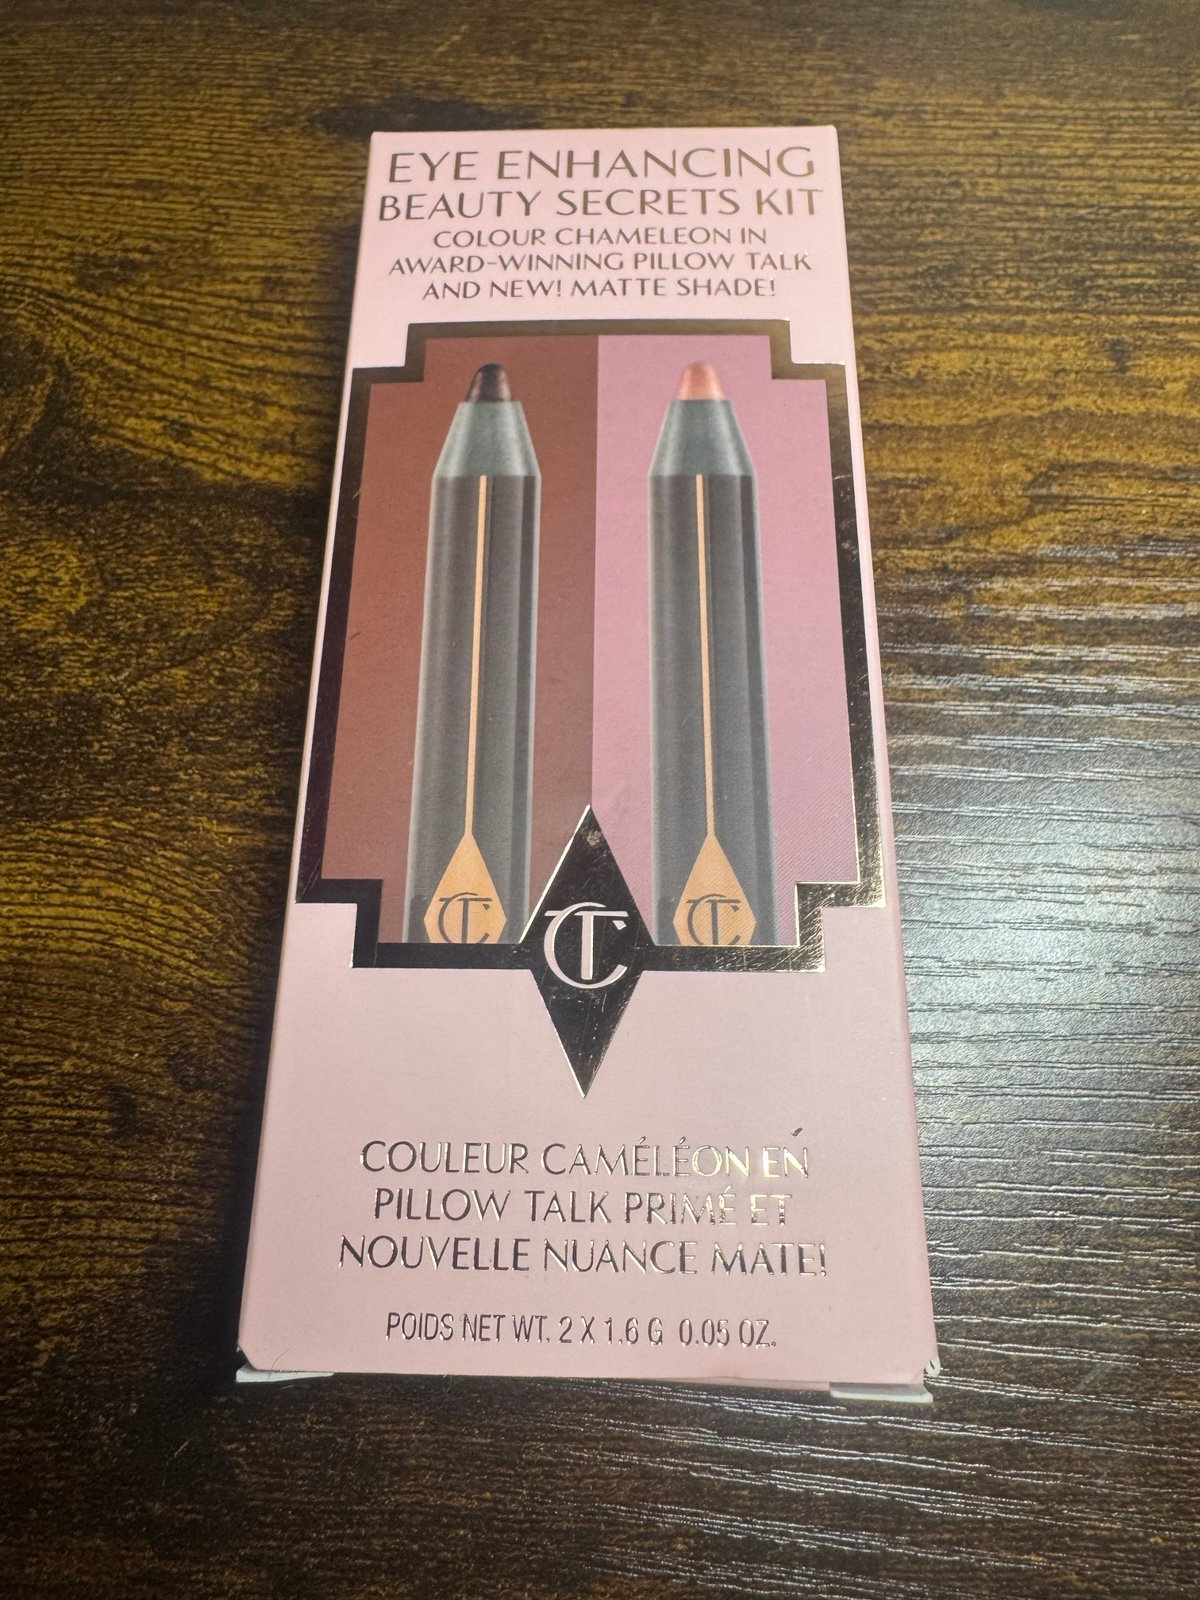 EYE ENHANCING
BEAUTY SECRETS KIT
COLOUR CHAMELEON IN
AWARD-WINNING PILLOW TALK
AND NEW! MATTE SHADE!
CT
CT
CT
COULEUR CAMÉLÉON EN
PILLOW TALK PRIMÉ ET
NOUVELLE NUANCE MATE!
POIDS NET WT. 2 X 1.6 G 0.05 OZ.